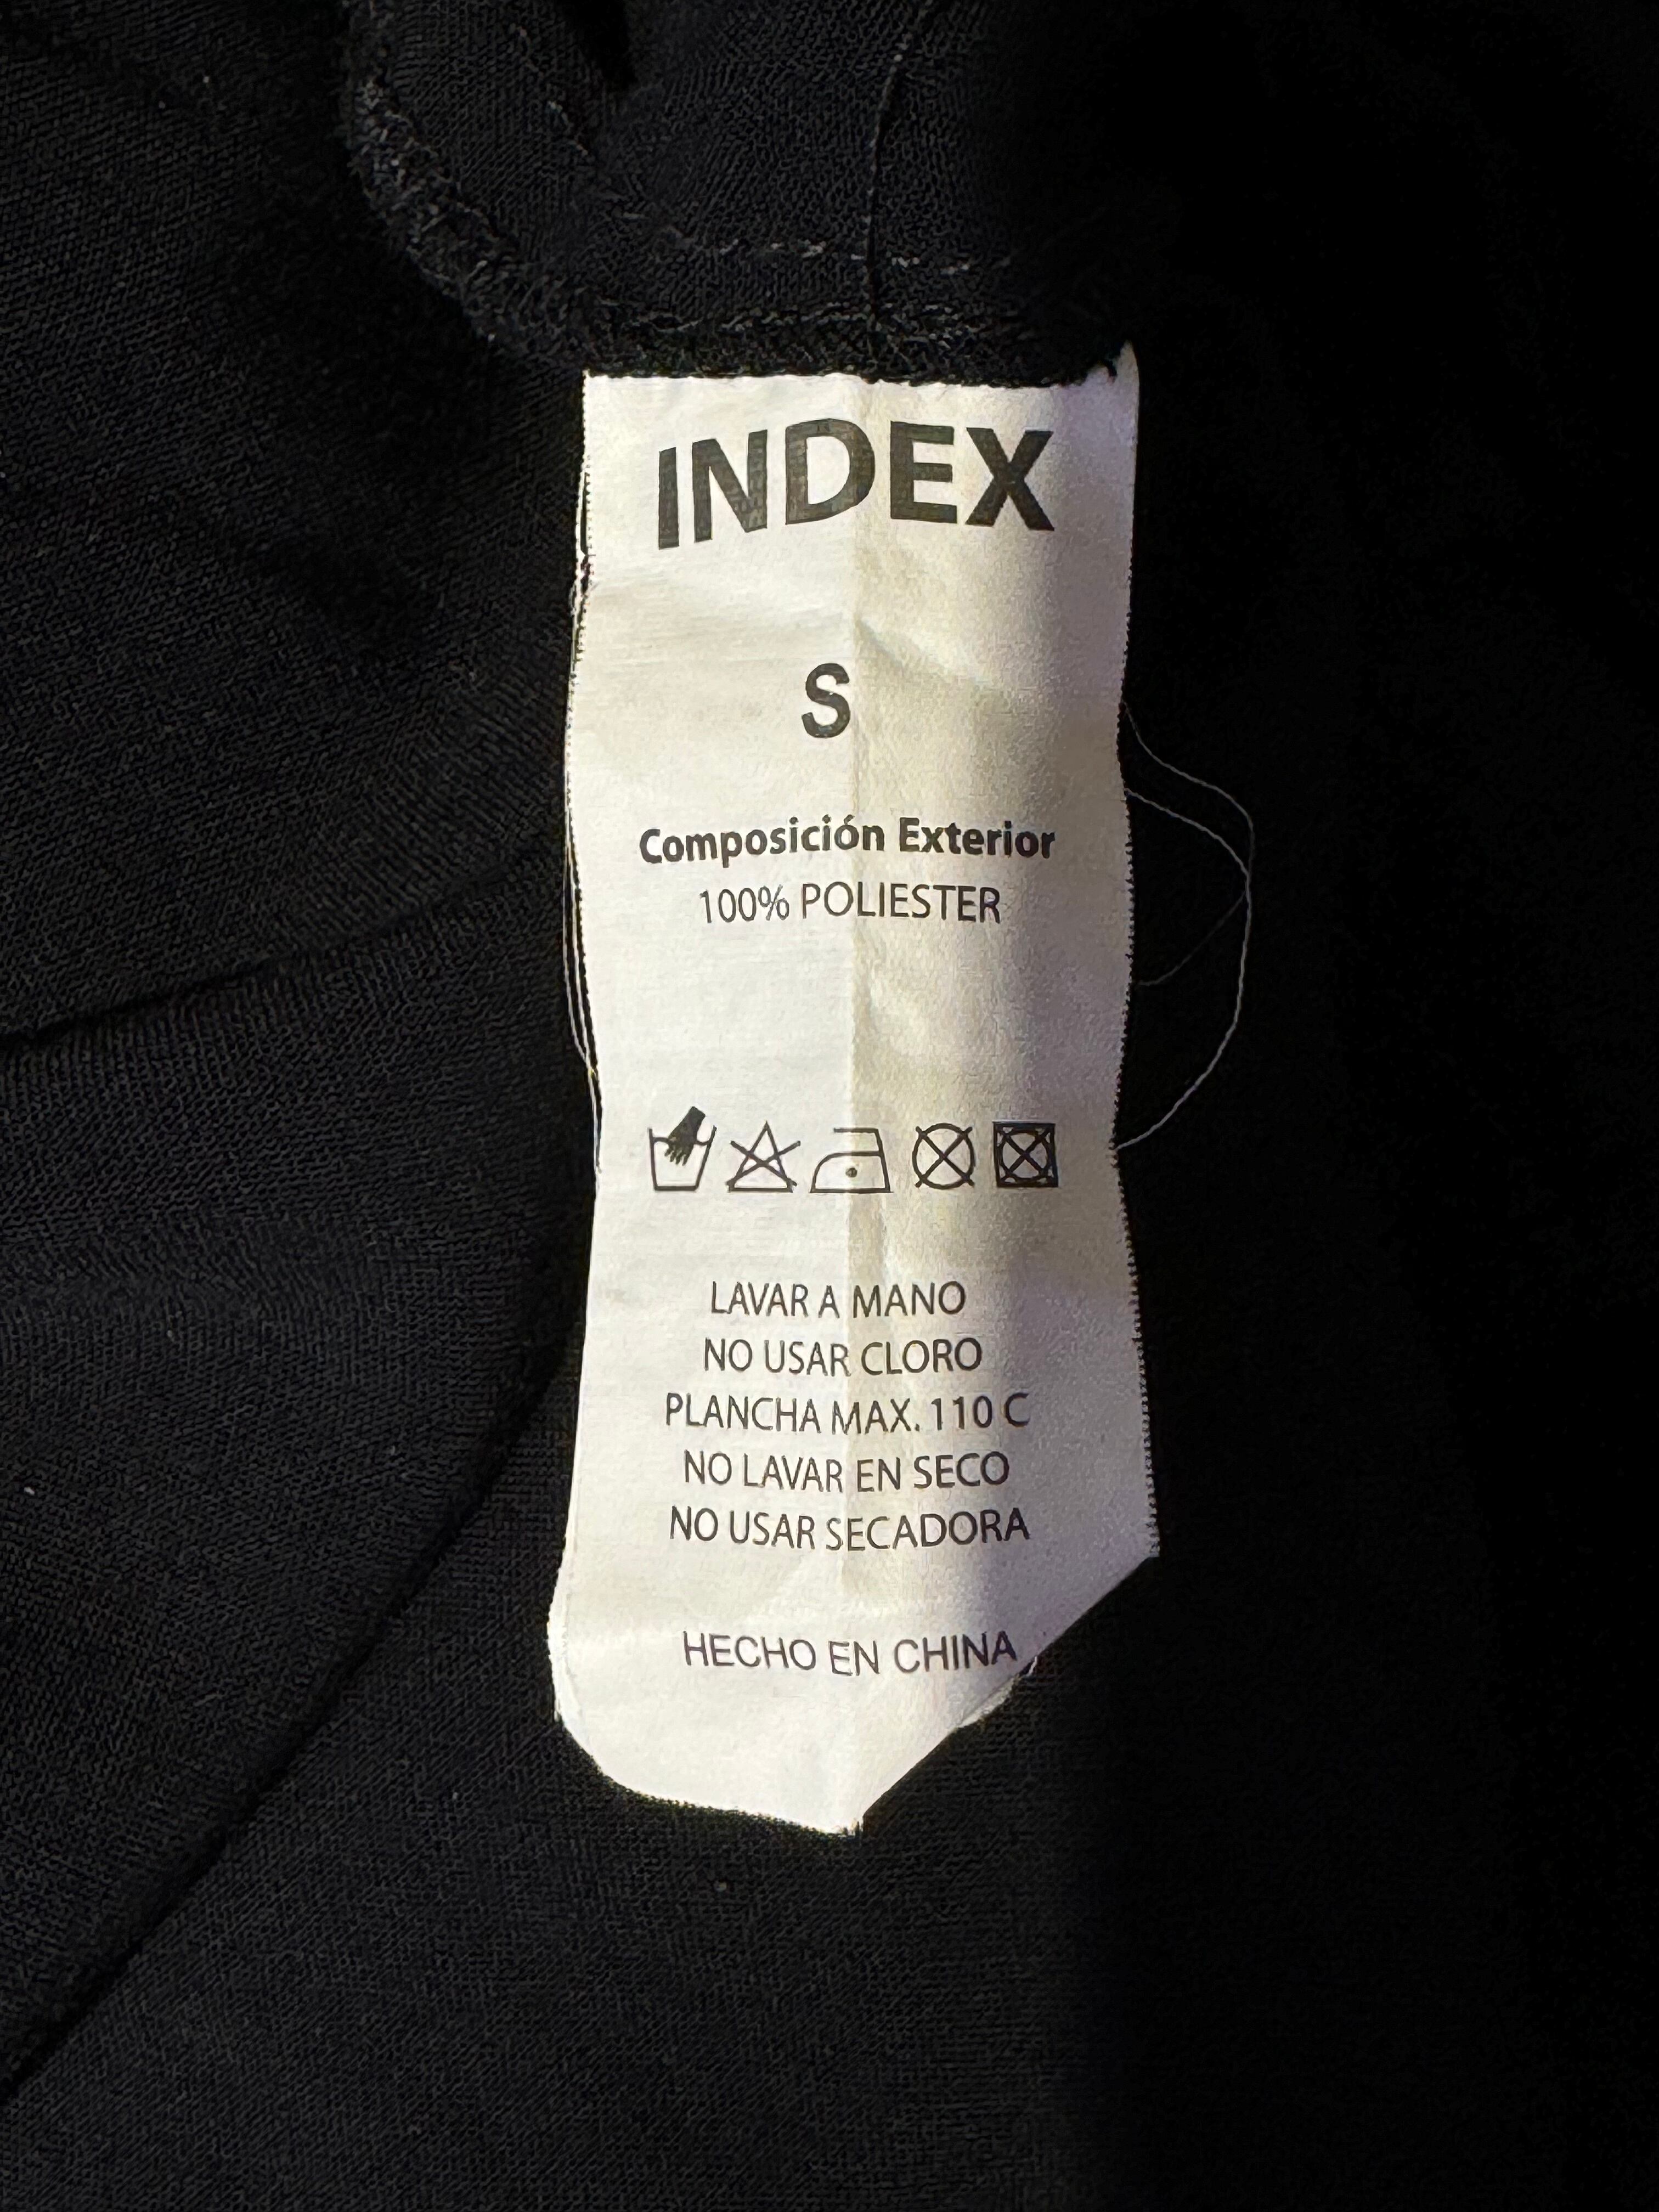 INDEX
S
Composición Exterior
100% POLIESTER
LAVAR A MANO
NO USAR CLORO
PLANCHA MAX. 110 C
NO LAVAR EN SECO
NO USAR SECADORA
HECHO EN CHINA